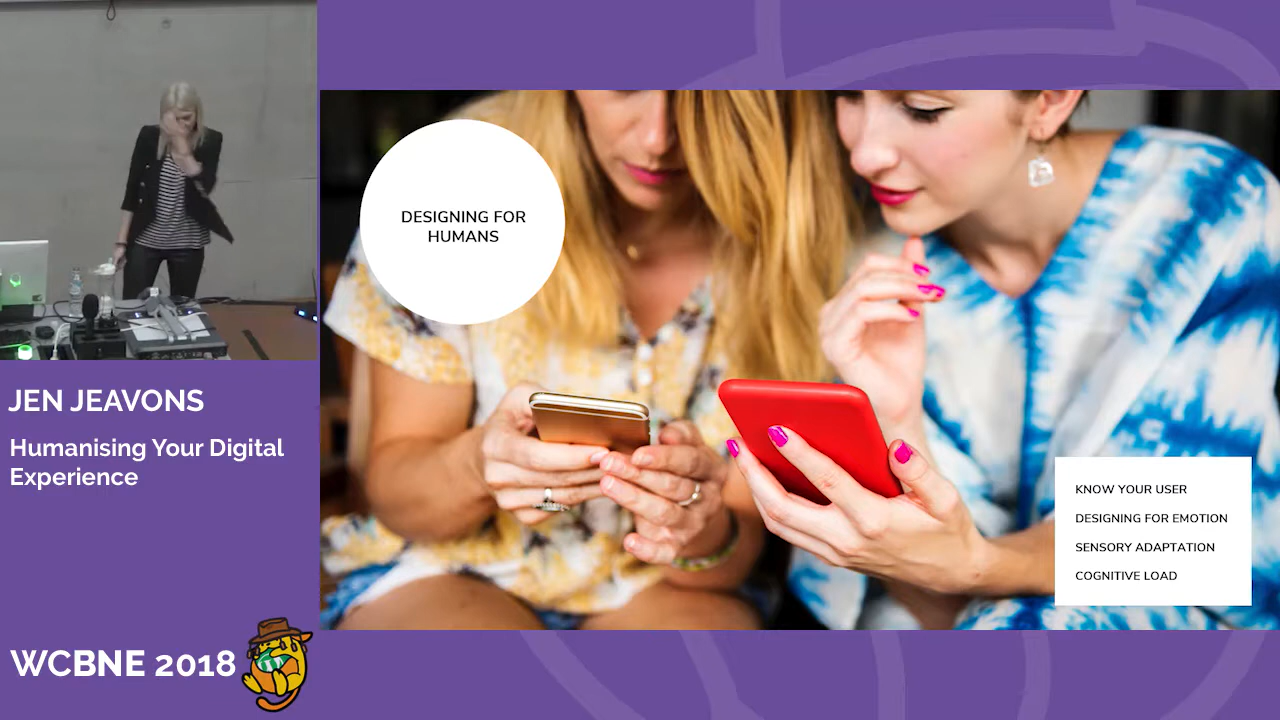 DESIGNING FOR
HUMANS
KNOW YOUR USER
DESIGNING FOR EMOTION
SENSORY ADAPTATION
COGNITIVE LOAD
JEN JEAVONS
Humanising Your Digital
Experience
WCBNE 2018